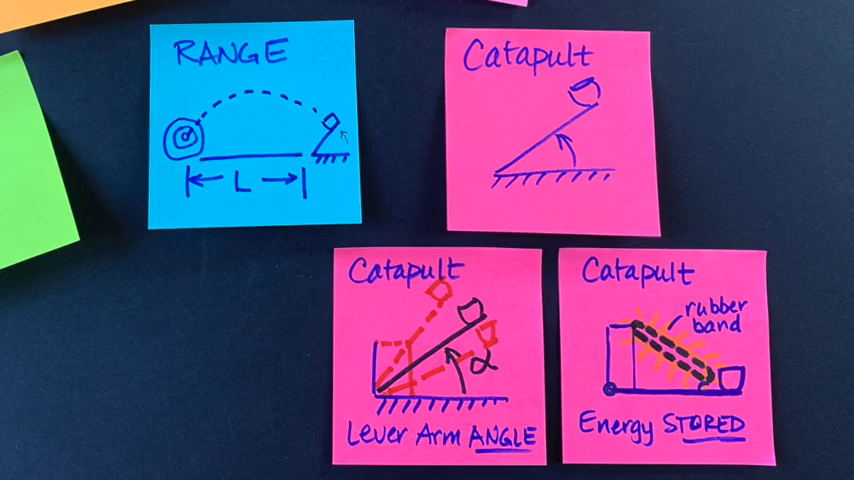 RANGE
L
Catapult
Catapult
α
Lever Arm ANGLE
Catapult
rubber
band
Energy STORED